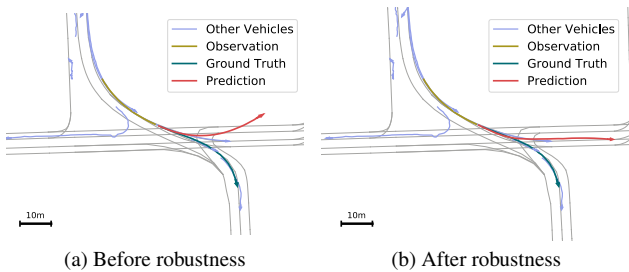 Other Vehicles
Observation
Ground Truth
Prediction
10m
(a) Before robustness
Other Vehicles
Observation
Ground Truth
Prediction
10m
(b) After robustness